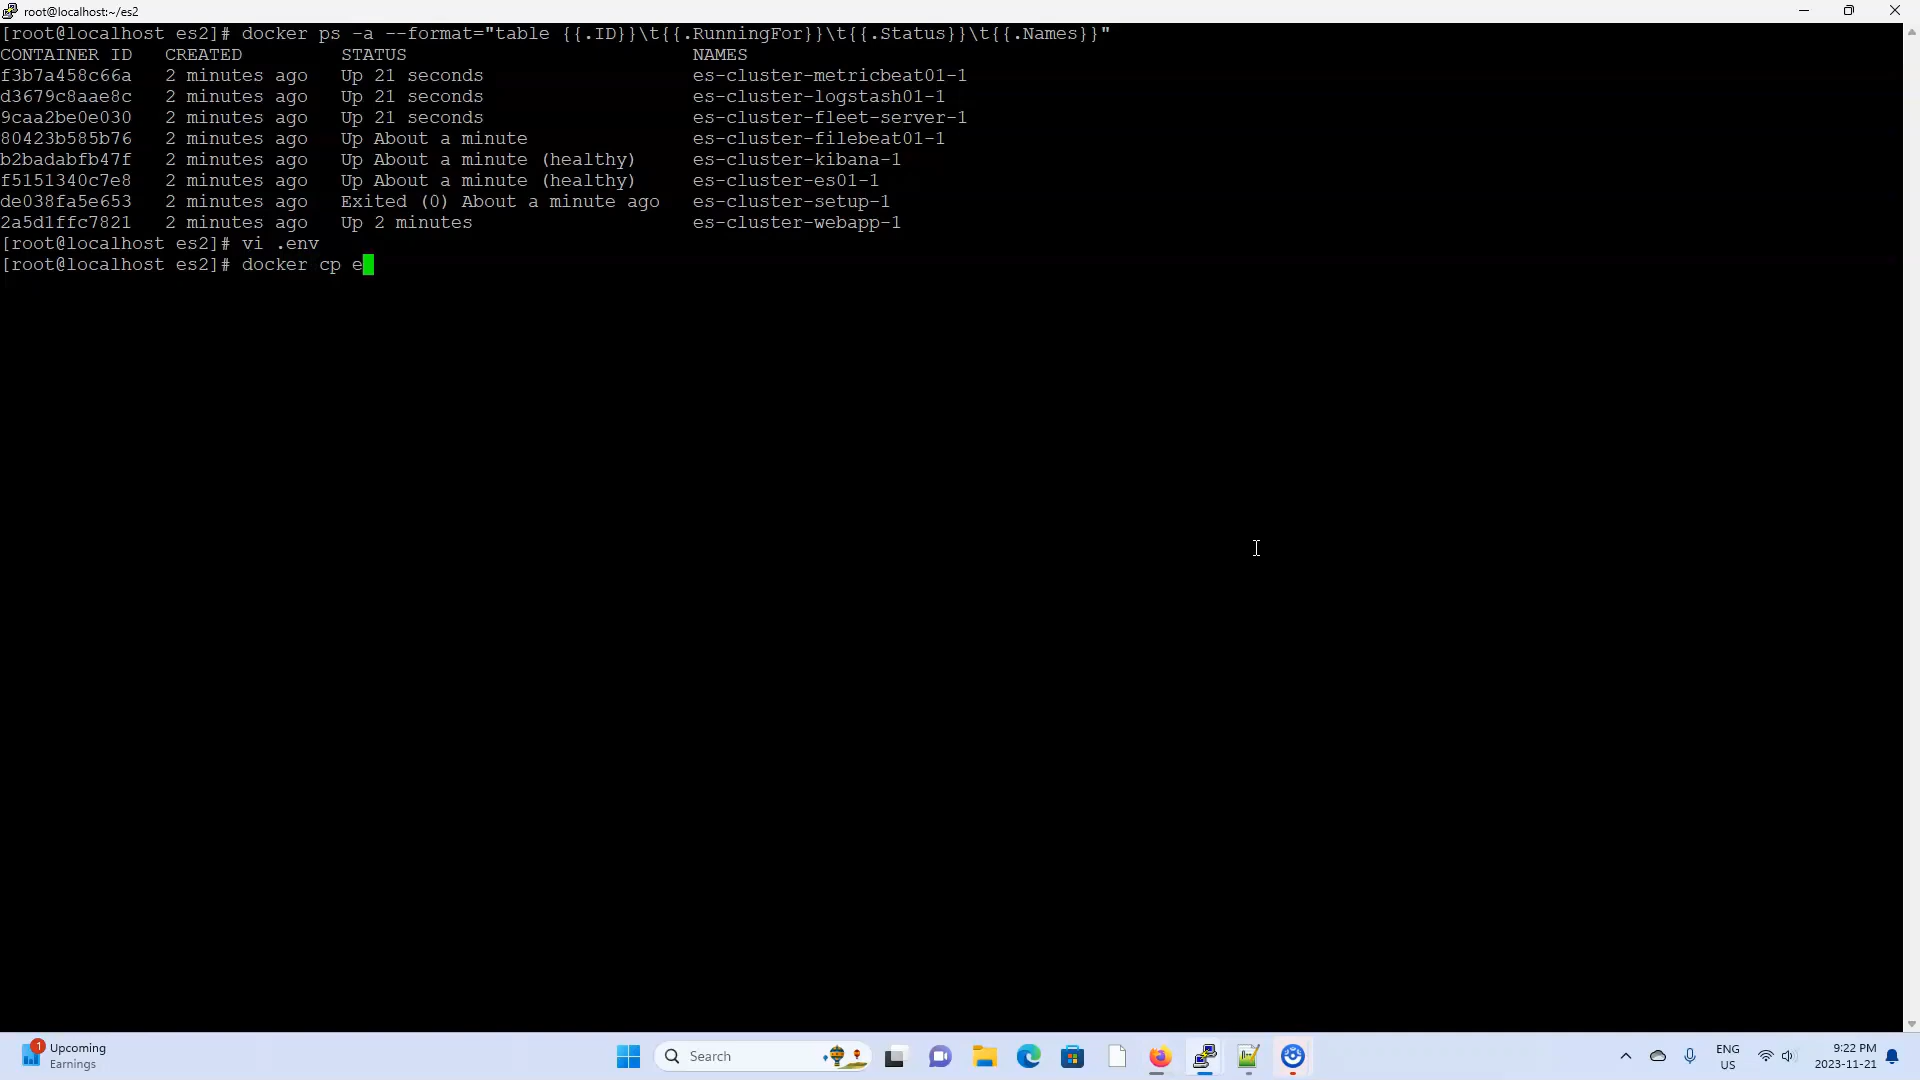 root@localhost:~/es2
[root@localhost es2]# docker ps -a --format="table {{.ID}}\t{{.RunningFor}}\t{{.Status}}\t{{.Names}}"
CONTAINER ID   CREATED         STATUS                          NAMES
f3b7a458c66a   2 minutes ago   Up 21 seconds                   es-cluster-metricbeat01-1
d3679c8aae8c   2 minutes ago   Up 21 seconds                   es-cluster-logstash01-1
9caa2be0e030   2 minutes ago   Up 21 seconds                   es-cluster-fleet-server-1
80423b585b76   2 minutes ago   Up About a minute               es-cluster-filebeat01-1
b2badabfb47f   2 minutes ago   Up About a minute (healthy)     es-cluster-kibana-1
f5151340c7e8   2 minutes ago   Up About a minute (healthy)     es-cluster-es01-1
de038fa5e653   2 minutes ago   Exited (0) About a minute ago   es-cluster-setup-1
2a5d1ffc7821   2 minutes ago   Up 2 minutes                    es-cluster-webapp-1
[root@localhost es2]# vi .env
[root@localhost es2]# docker cp e
1
Upcoming
Earnings
Search
ENG
US
9:22 PM
2023-11-21